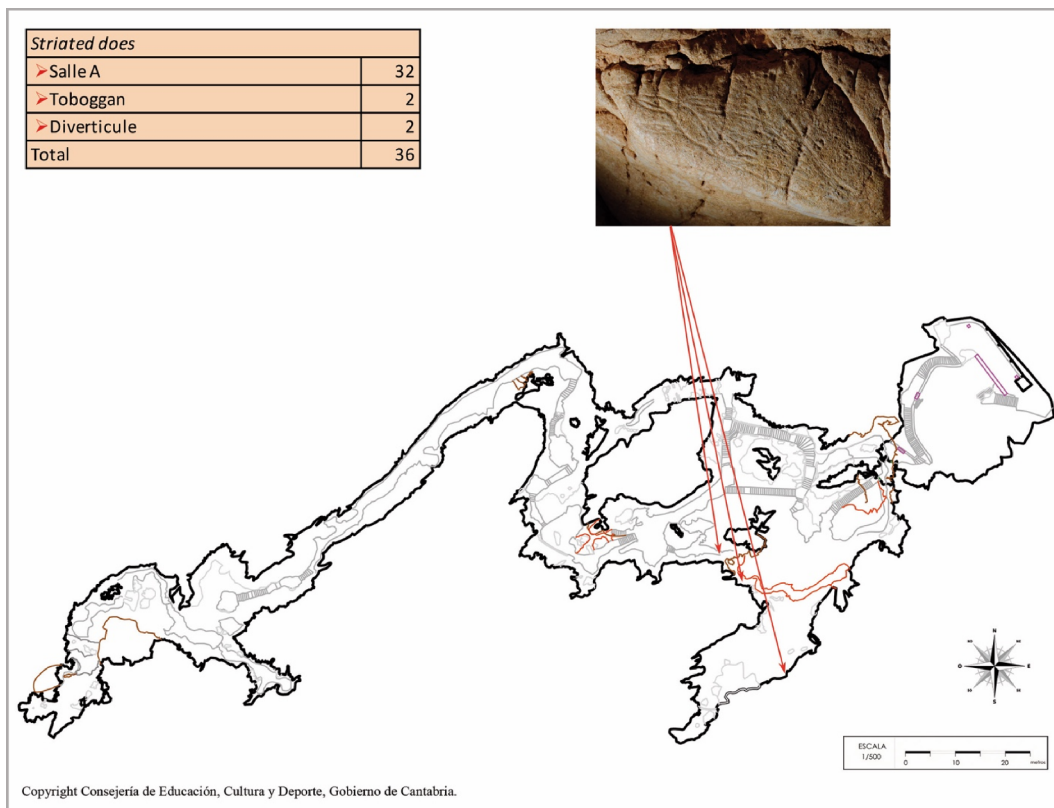 Striated does
➢Salle A 32
➢Toboggan 2
➢Diverticule 2
Total 36
N
O E
S
ESCALA
1/500
0 10 20 metros
Copyright Consejería de Educación, Cultura y Deporte, Gobierno de Cantabria.